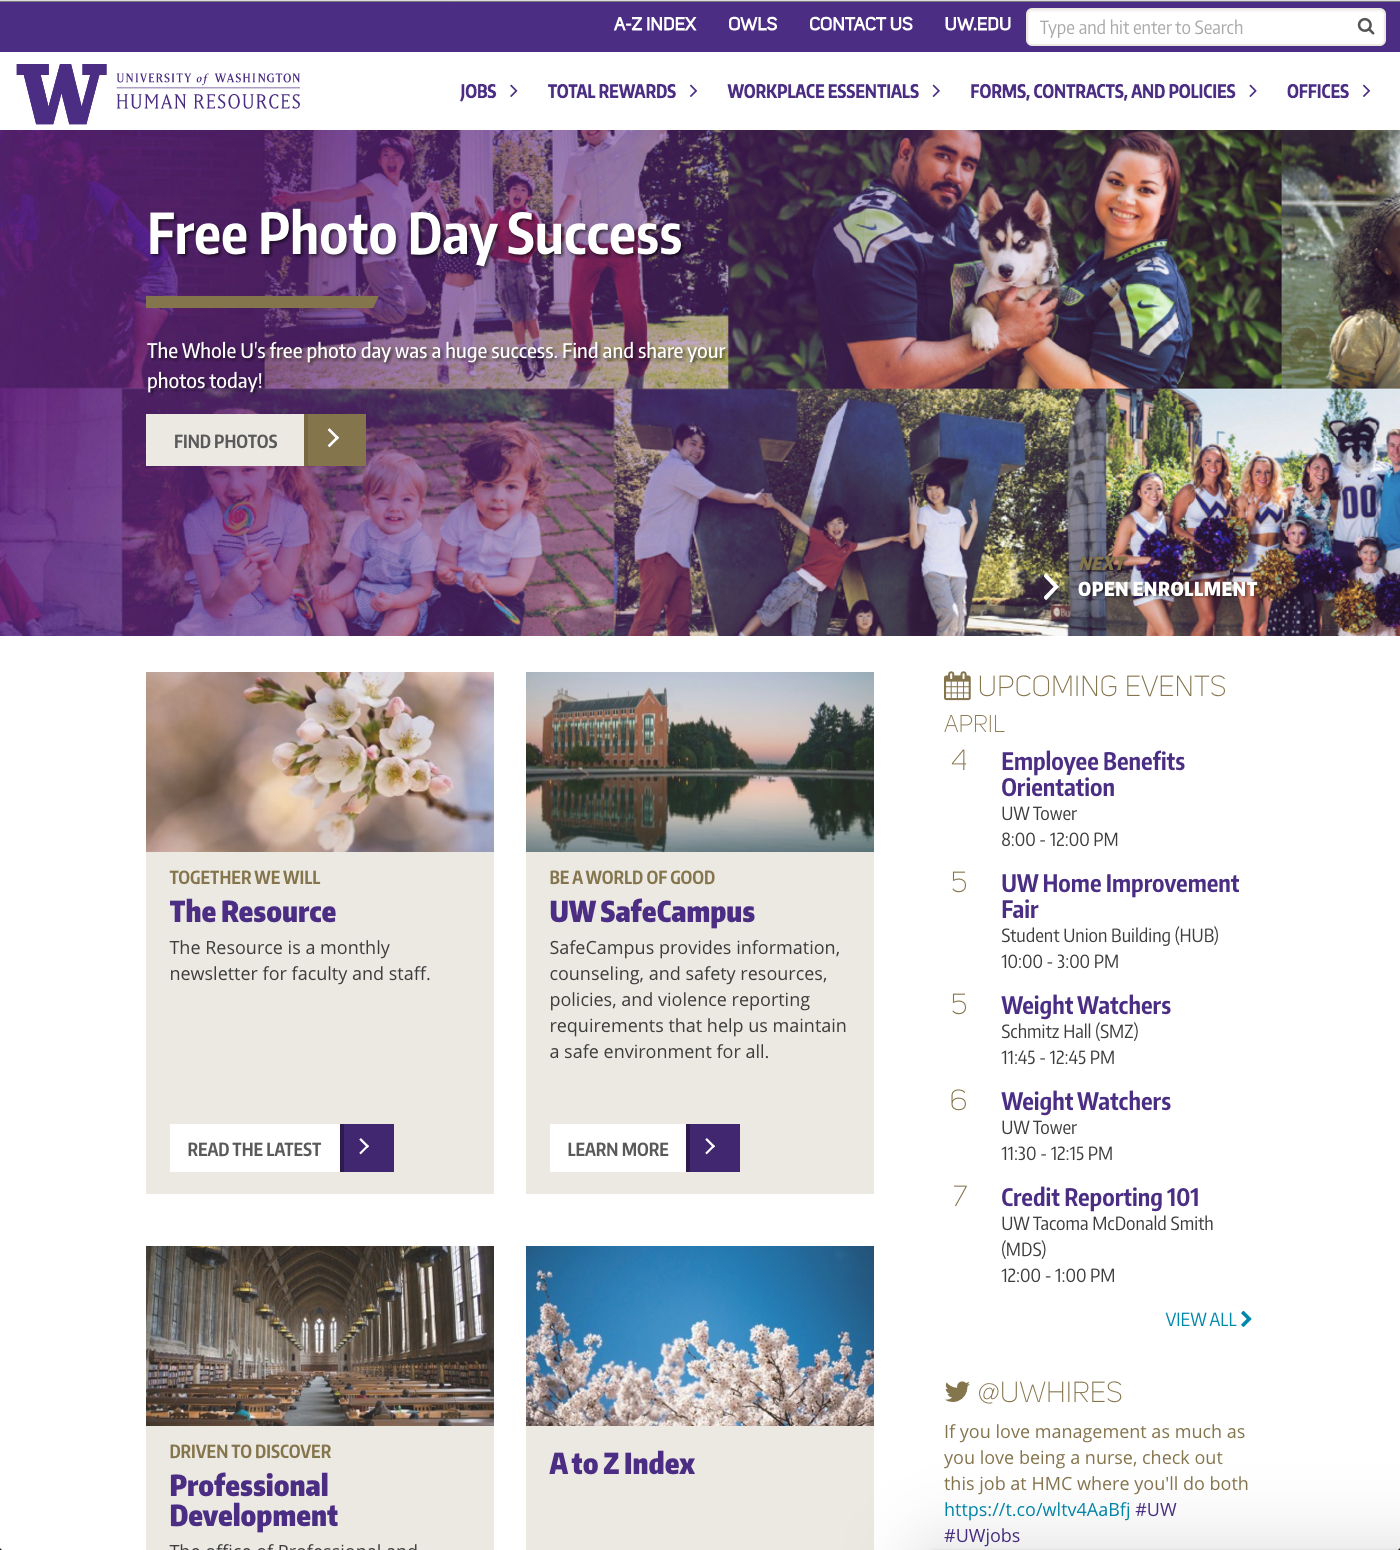 A-Z INDEX OWLS CONTACT US UW.EDU Type and hit enter to Search
W UNIVERSITY of WASHINGTON
HUMAN RESOURCES
JOBS TOTAL REWARDS WORKPLACE ESSENTIALS FORMS, CONTRACTS, AND POLICIES OFFICES
Free Photo Day Success
The Whole U's free photo day was a huge success. Find and share your
photos today!
FIND PHOTOS
NEXT
OPEN ENROLLMENT
TOGETHER WE WILL
The Resource
The Resource is a monthly
newsletter for faculty and staff.
READ THE LATEST
BE A WORLD OF GOOD
UW SafeCampus
SafeCampus provides information,
counseling, and safety resources,
policies, and violence reporting
requirements that help us maintain
a safe environment for all.
LEARN MORE
DRIVEN TO DISCOVER
Professional
Development
The office of Professional and
A to Z Index
UPCOMING EVENTS
APRIL
4 Employee Benefits
Orientation
UW Tower
8:00 - 12:00 PM
5 UW Home Improvement
Fair
Student Union Building (HUB)
10:00 - 3:00 PM
5 Weight Watchers
Schmitz Hall (SMZ)
11:45 - 12:45 PM
6 Weight Watchers
UW Tower
11:30 - 12:15 PM
7 Credit Reporting 101
UW Tacoma McDonald Smith
(MDS)
12:00 - 1:00 PM
VIEW ALL
@UWHIRES
If you love management as much as
you love being a nurse, check out
this job at HMC where you'll do both
https://t.co/wltv4AaBfj #UW
#UWjobs